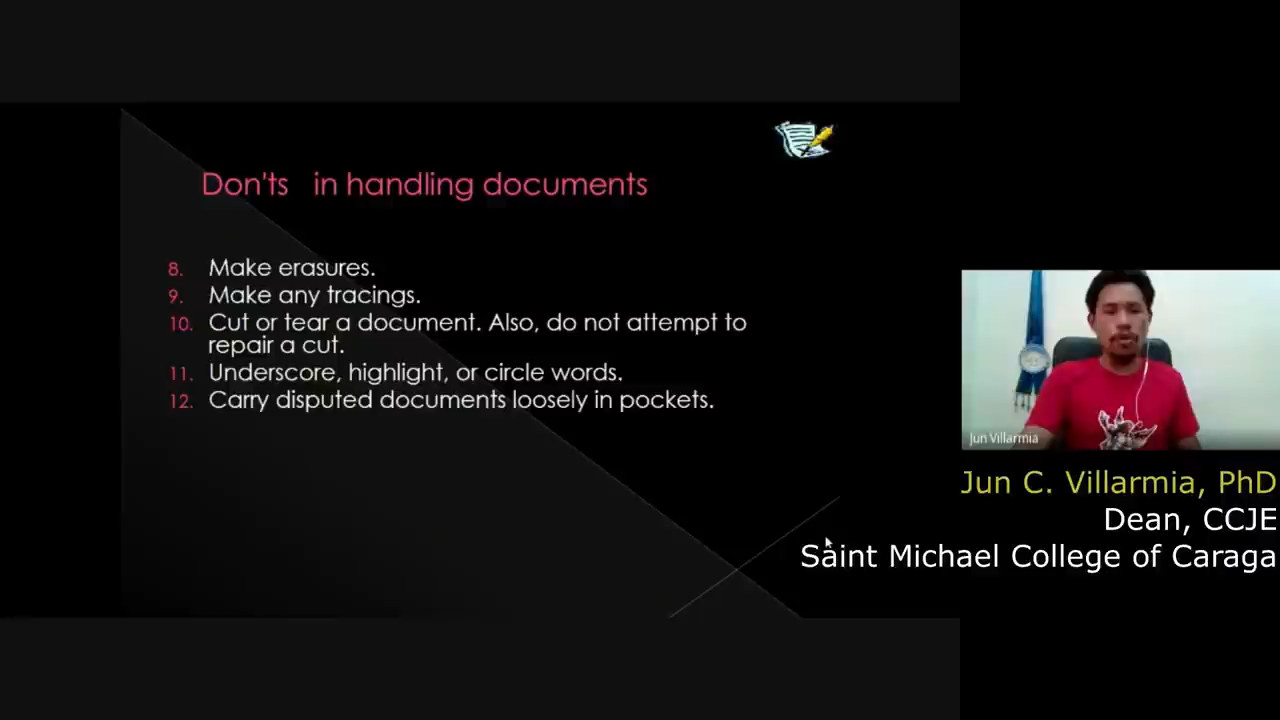 Don'ts in handling documents
8. Make erasures.
9. Make any tracings.
10. Cut or tear a document. Also, do not attempt to
repair a cut.
11. Underscore, highlight, or circle words.
12. Carry disputed documents loosely in pockets.
Jun Villarmia
Jun C. Villarmia, PhD
Dean, CCJE
Saint Michael College of Caraga